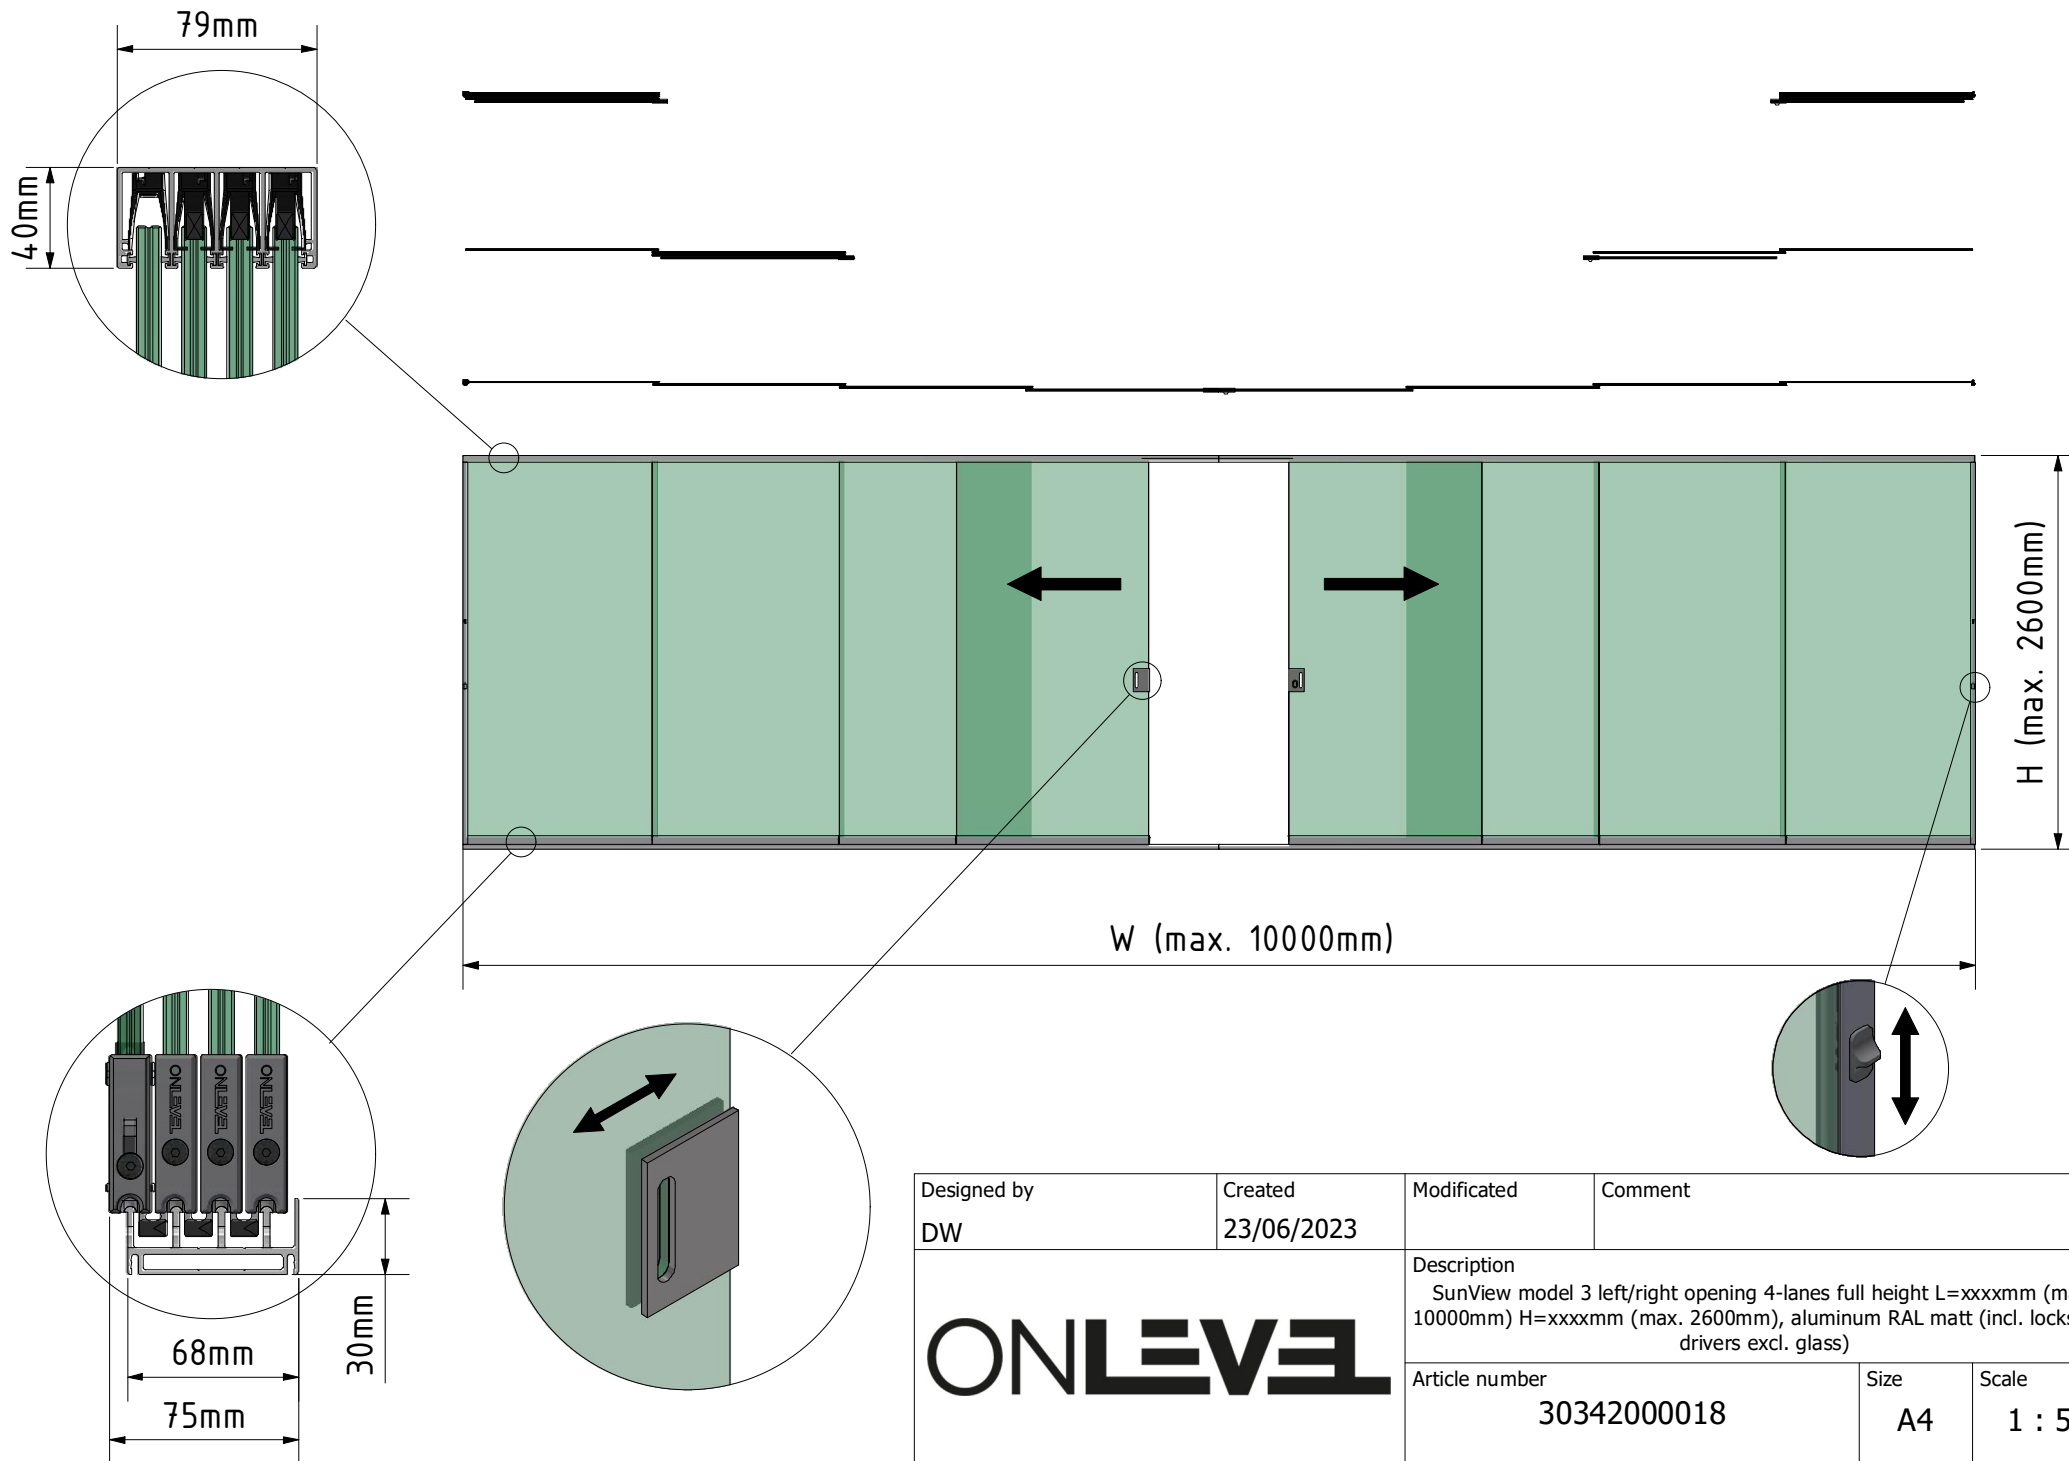 79mm
40mm
H (max. 2600mm)
W (max. 10000mm)
ONLEVEL
ONLEVEL
ONLEVEL
30mm
68mm
75mm
Designed by
DW
Created
23/06/2023
Modificated
Comment
ONLEVEL
Description
SunView model 3 left/right opening 4-lanes full height L=xxxxmm (m
10000mm) H=xxxxmm (max. 2600mm), aluminum RAL matt (incl. locks
drivers excl. glass)
Article number
30342000018
Size
A4
Scale
1 : 5